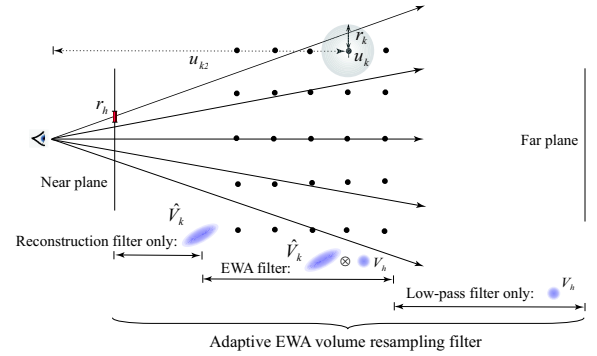 r_k
u_k2
u_k
r_h
Far plane
Near plane
V̂_k
Reconstruction filter only:
V̂_k
EWA filter:
⊗ V_h
V_h
Low-pass filter only:
Adaptive EWA volume resampling filter